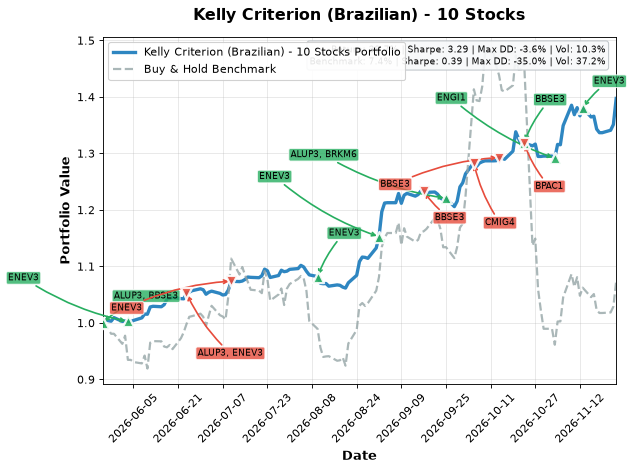 Kelly Criterion (Brazilian) - 10 Stocks
Kelly Criterion (Brazilian) - 10 Stocks Portfolio
Buy & Hold Benchmark
Sharpe: 3.29 | Max DD: -3.6% | Vol: 10.3%
Benchmark: 7.4% | Sharpe: 0.39 | Max DD: -35.0% | Vol: 37.2%
ENEV3
ENGI1
BBSE3
ALUP3, BRKM6
ENEV3
BBSE3
BPAC1
BBSE3
CMIG4
ENEV3
ENEV3
ALUP3, BBSE3
ENEV3
ALUP3, ENEV3
Portfolio Value
1.5
1.4
1.3
1.2
1.1
1.0
0.9
2026-06-05
2026-06-21
2026-07-07
2026-07-23
2026-08-08
2026-08-24
2026-09-09
2026-09-25
2026-10-11
2026-10-27
2026-11-12
Date